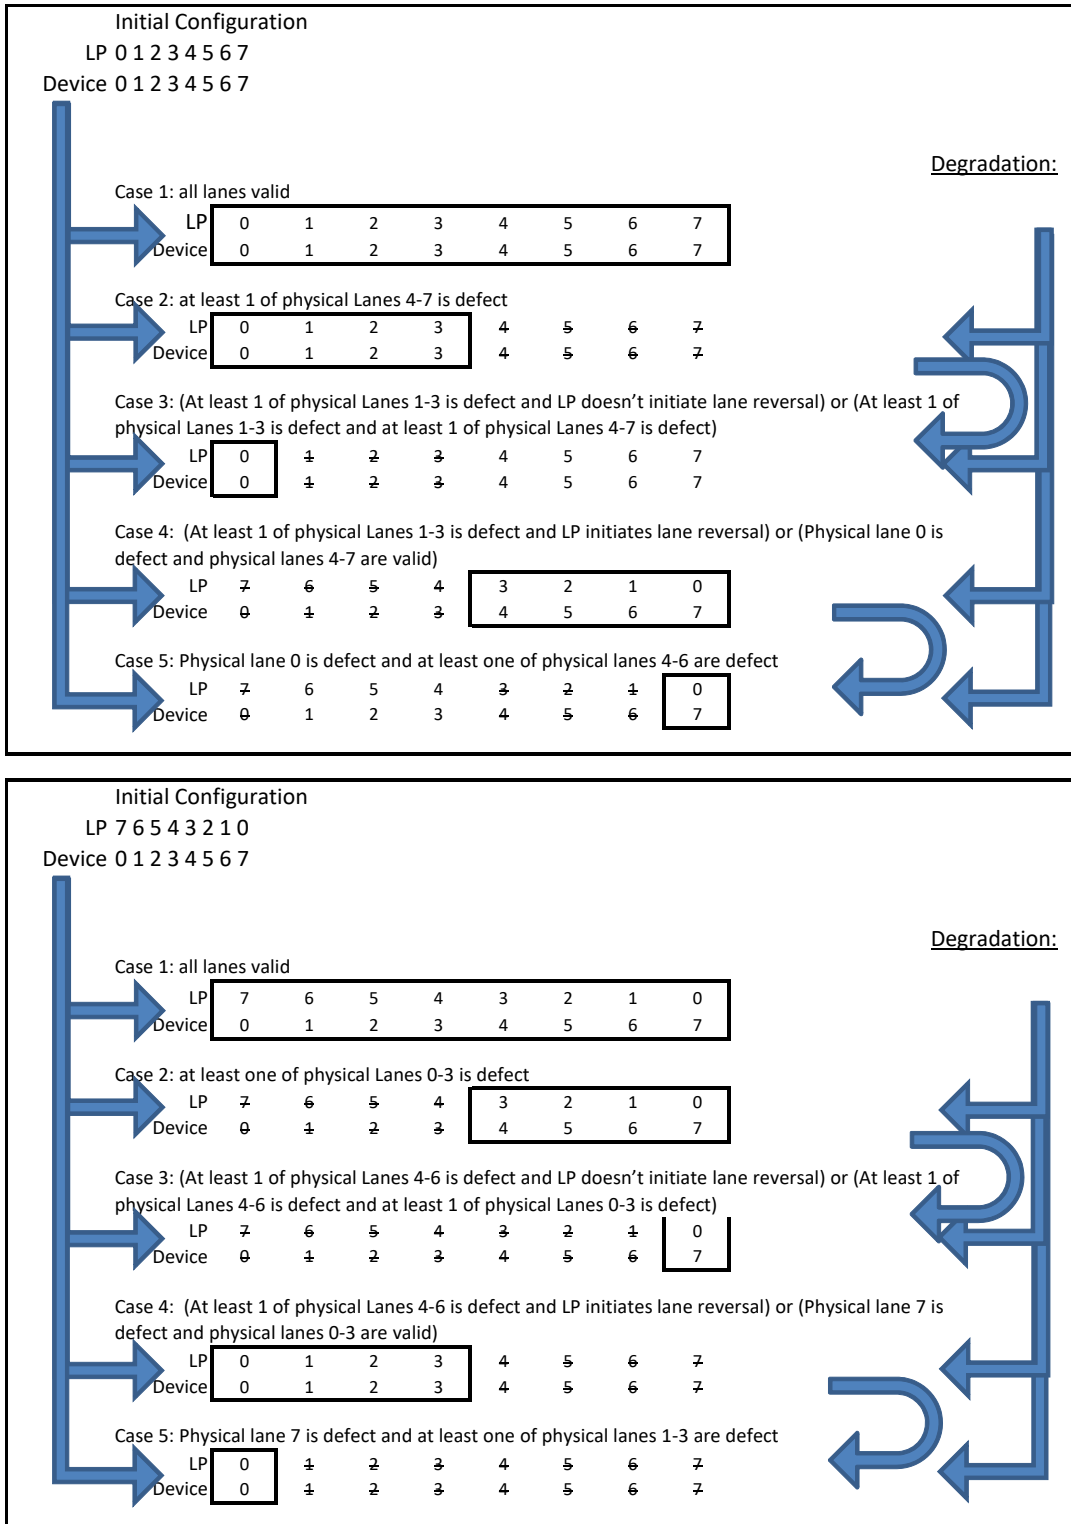 Initial Configuration
LP 0 1 2 3 4 5 6 7
Device 0 1 2 3 4 5 6 7
Degradation:
Case 1: all lanes valid
LP 0 1 2 3 4 5 6 7
Device 0 1 2 3 4 5 6 7
Case 2: at least 1 of physical Lanes 4-7 is defect
LP 0 1 2 3 4 5 6 7
Device 0 1 2 3 4 5 6 7
Case 3: (At least 1 of physical Lanes 1-3 is defect and LP doesn't initiate lane reversal) or (At least 1 of
physical Lanes 1-3 is defect and at least 1 of physical Lanes 4-7 is defect)
LP 0 1 2 3 4 5 6 7
Device 0 1 2 3 4 5 6 7
Case 4: (At least 1 of physical Lanes 1-3 is defect and LP initiates lane reversal) or (Physical lane 0 is
defect and physical lanes 4-7 are valid)
LP 7 6 5 4 3 2 1 0
Device 0 1 2 3 4 5 6 7
Case 5: Physical lane 0 is defect and at least one of physical lanes 4-6 are defect
LP 7 6 5 4 3 2 1 0
Device 0 1 2 3 4 5 6 7
Initial Configuration
LP 7 6 5 4 3 2 1 0
Device 0 1 2 3 4 5 6 7
Degradation:
Case 1: all lanes valid
LP 7 6 5 4 3 2 1 0
Device 0 1 2 3 4 5 6 7
Case 2: at least one of physical Lanes 0-3 is defect
LP 7 6 5 4 3 2 1 0
Device 0 1 2 3 4 5 6 7
Case 3: (At least 1 of physical Lanes 4-6 is defect and LP doesn't initiate lane reversal) or (At least 1 of
physical Lanes 4-6 is defect and at least 1 of physical Lanes 0-3 is defect)
LP 7 6 5 4 3 2 1 0
Device 0 1 2 3 4 5 6 7
Case 4: (At least 1 of physical Lanes 4-6 is defect and LP initiates lane reversal) or (Physical lane 7 is
defect and physical lanes 0-3 are valid)
LP 0 1 2 3 4 5 6 7
Device 0 1 2 3 4 5 6 7
Case 5: Physical lane 7 is defect and at least one of physical lanes 1-3 are defect
LP 0 1 2 3 4 5 6 7
Device 0 1 2 3 4 5 6 7